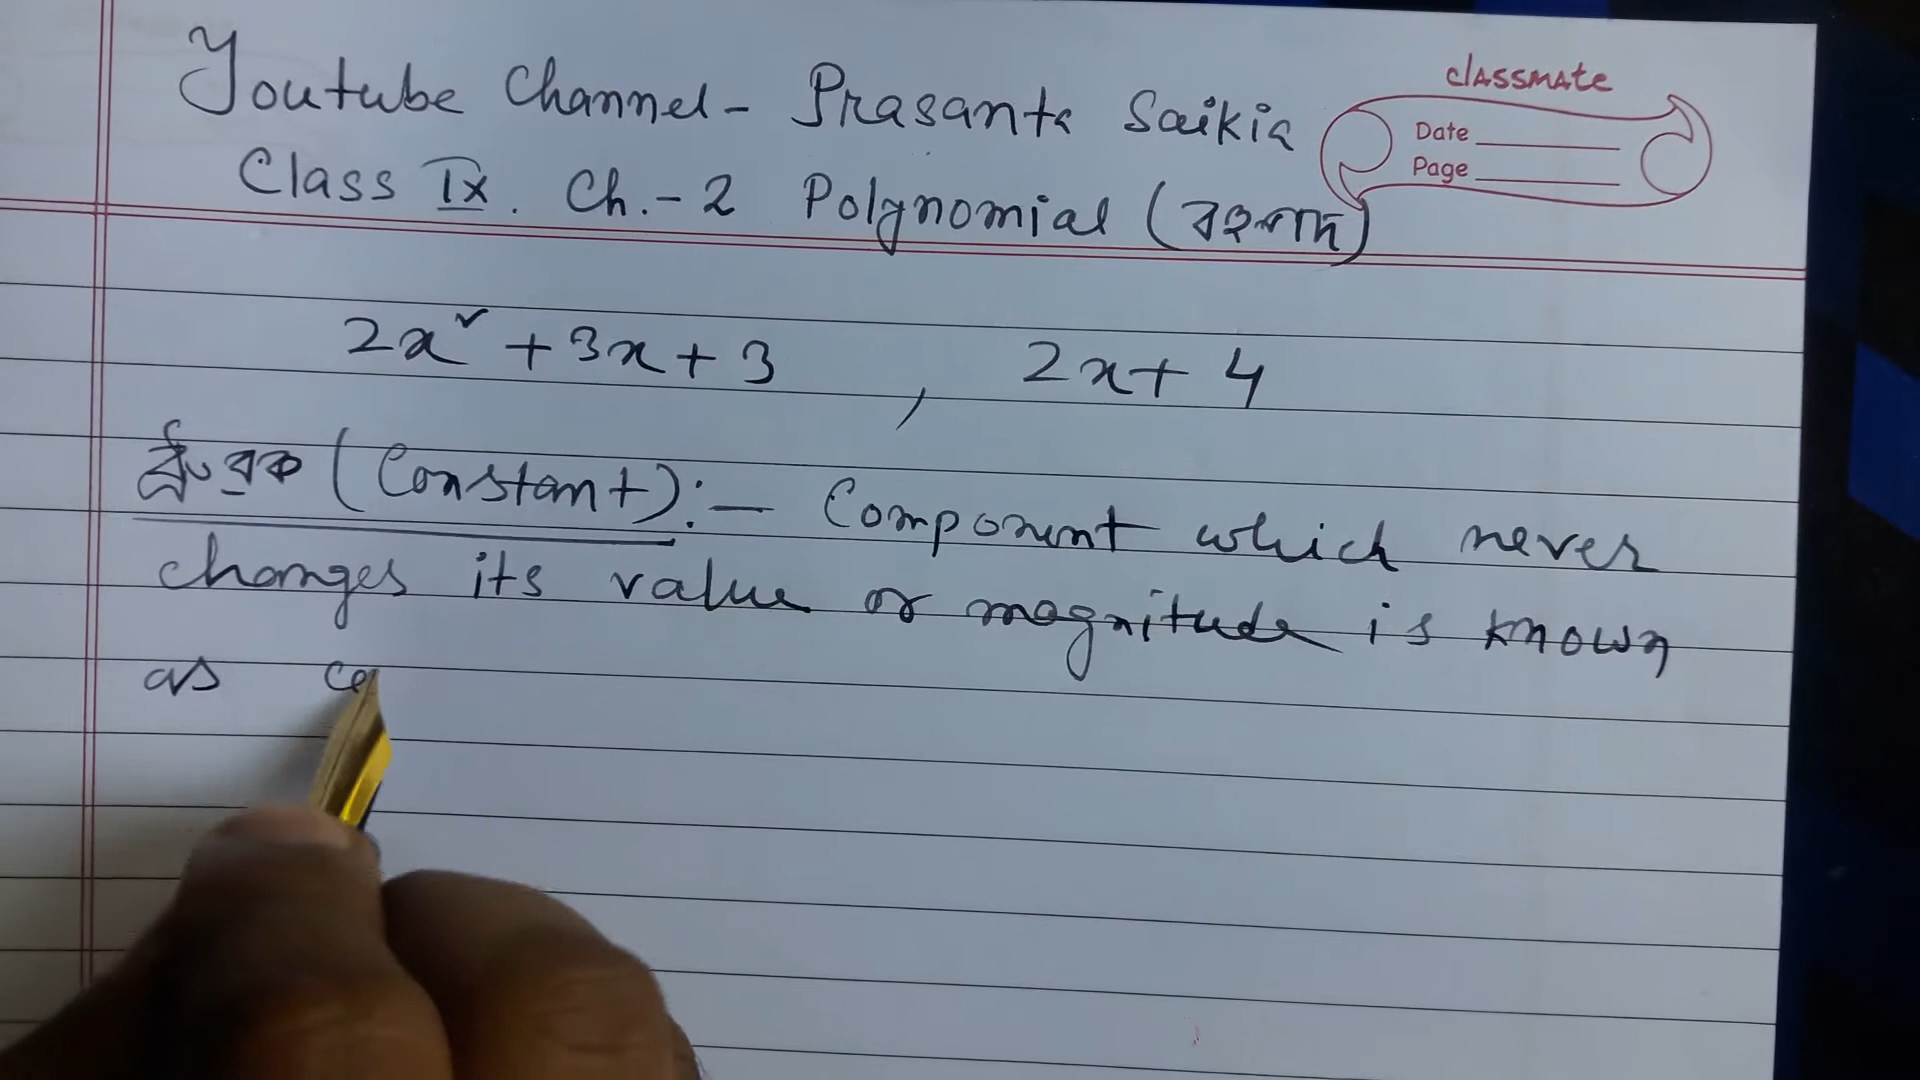 Youtube Channel - Prasanta Saikia
classmate
Date
Page
Class IX. Ch.-2 Polynomial (বহুপদ)
2x² + 3x + 3 , 2x + 4
ধ্ৰুৱক (Constant):- Component which never
changes its value or magnitude is known
as co